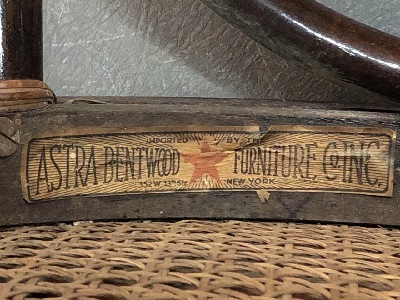 IMPORTED BY
ASTRA BENTWOOD FURNITURE CO. INC.
NEW YORK